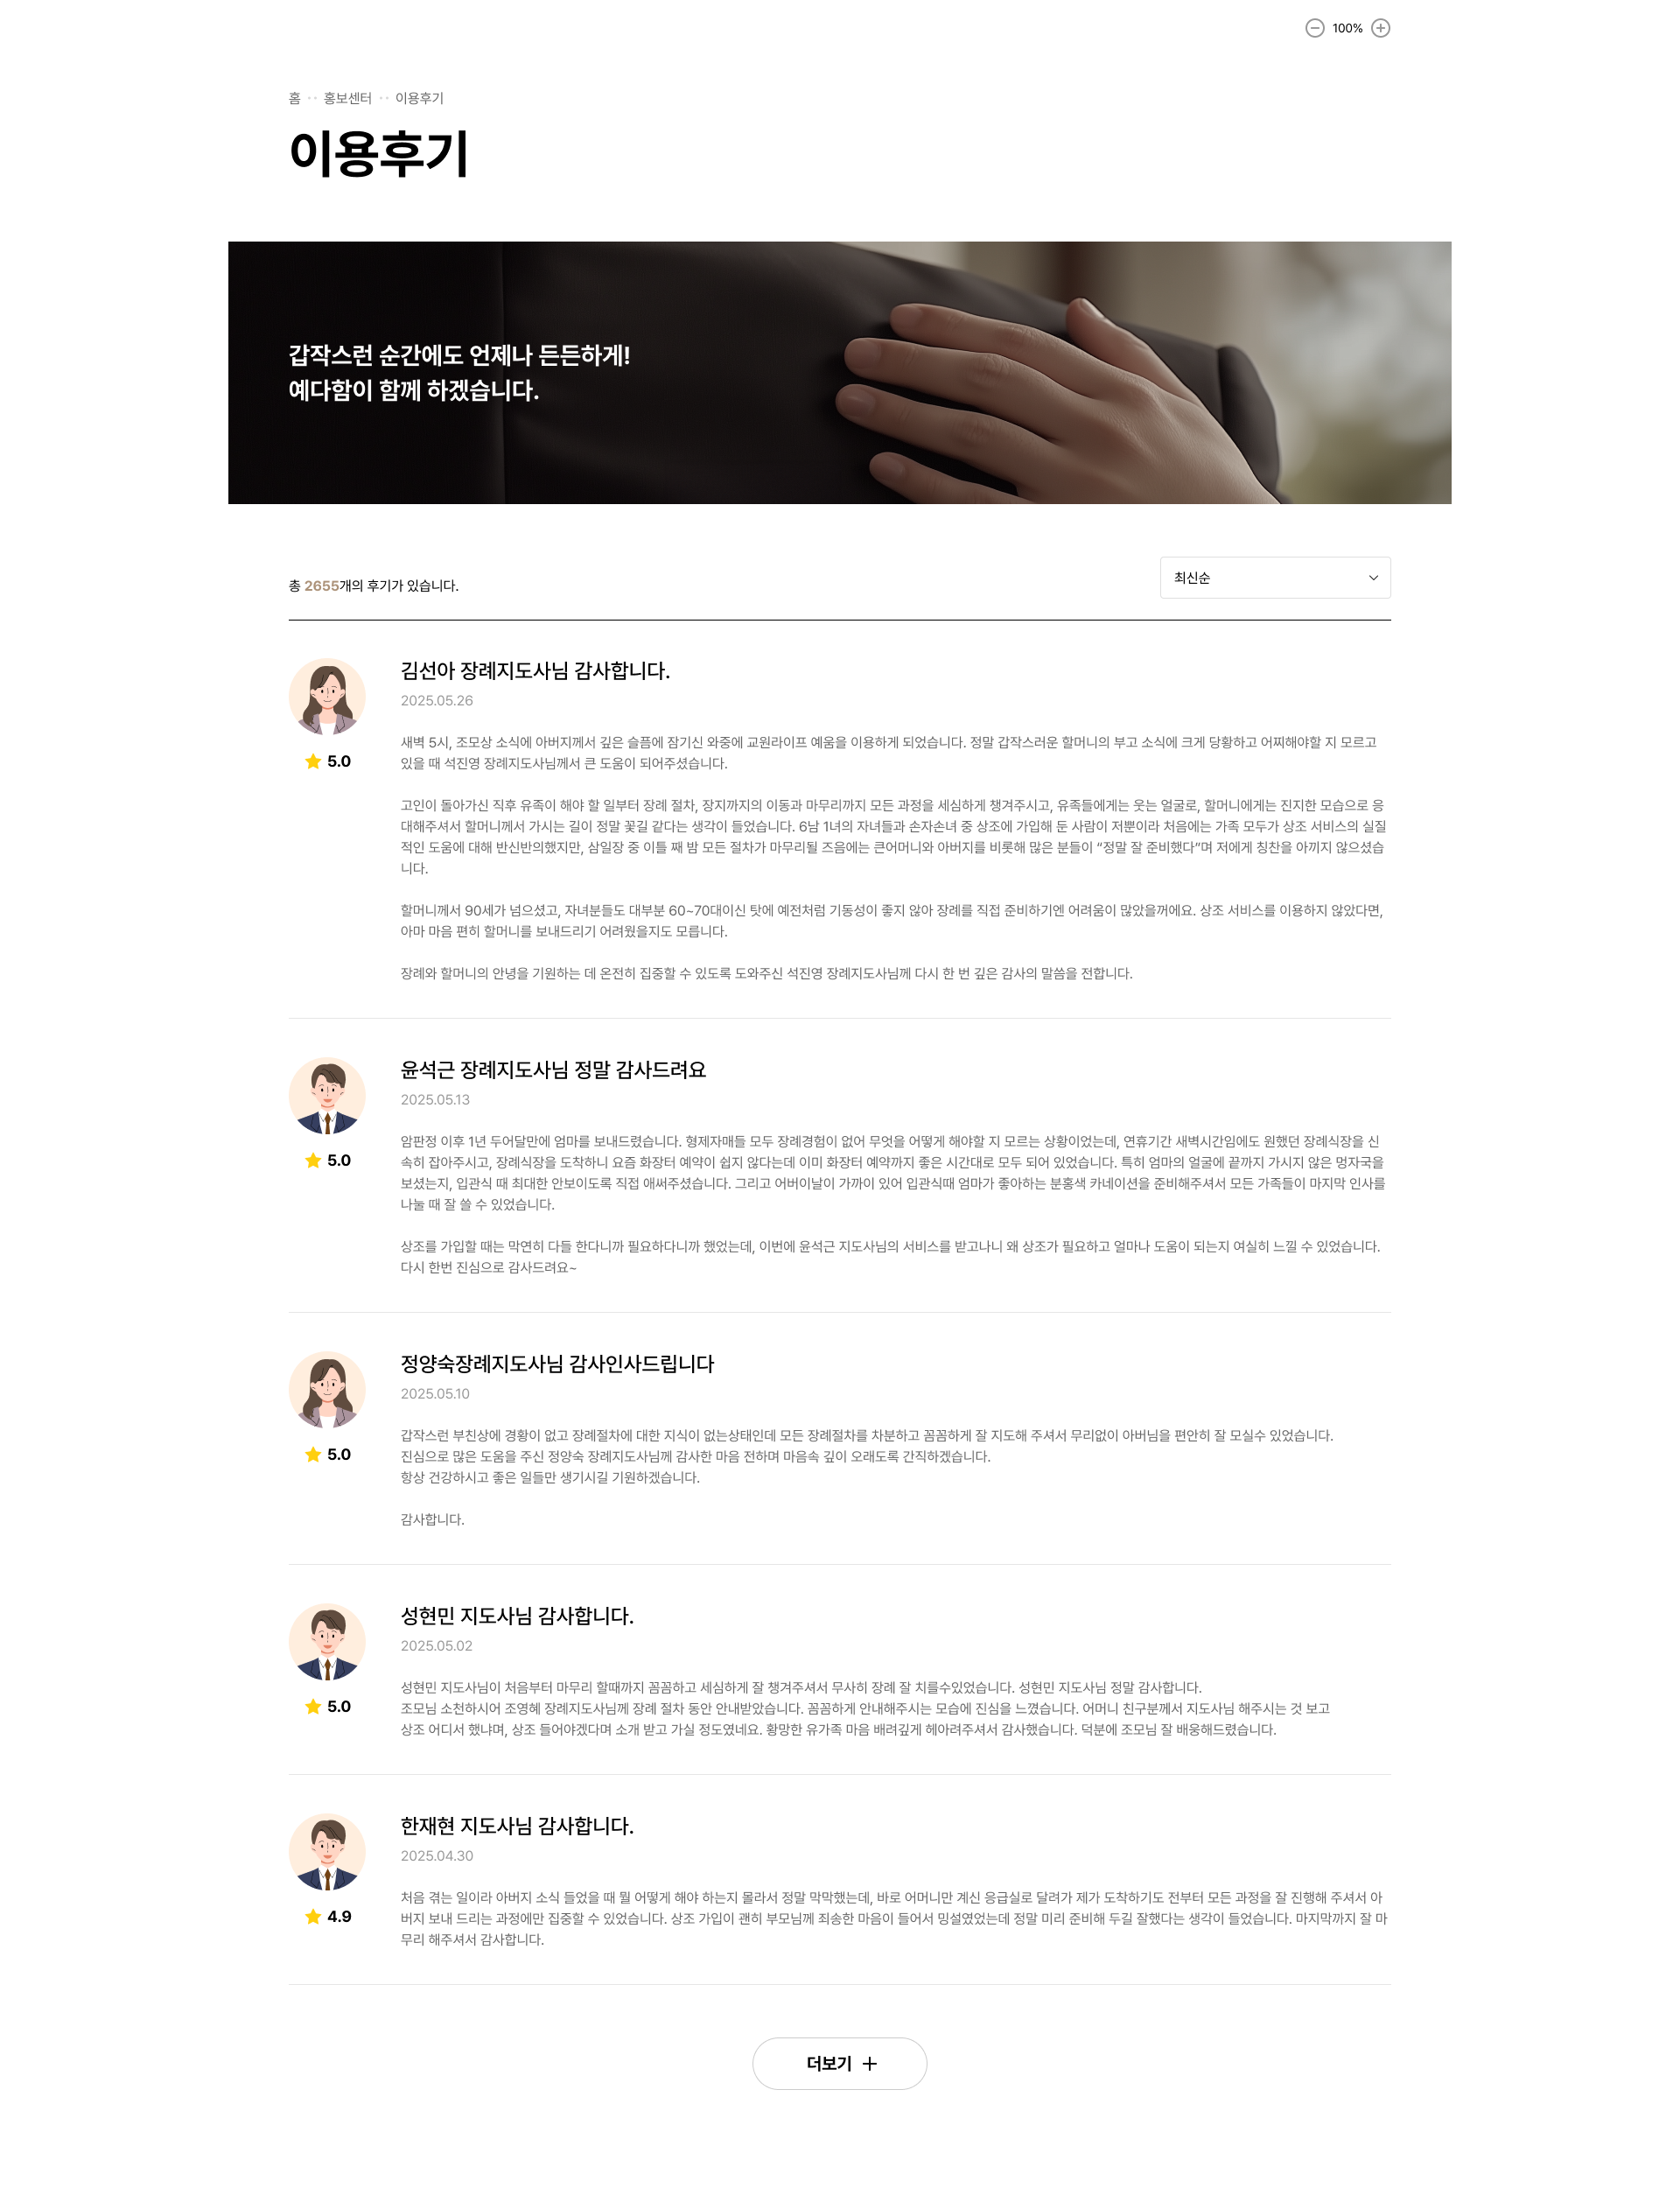 100%
홈 ·· 홍보센터 ·· 이용후기
이용후기
갑작스런 순간에도 언제나 든든하게!
예다함이 함께 하겠습니다.
총 2655개의 후기가 있습니다.
최신순
김선아 장례지도사님 감사합니다.
2025.05.26
5.0
새벽 5시, 조모상 소식에 아버지께서 깊은 슬픔에 잠기신 와중에 교원라이프 예움을 이용하게 되었습니다. 정말 갑작스러운 할머니의 부고 소식에 크게 당황하고 어찌해야할 지 모르고
있을 때 석진영 장례지도사님께서 큰 도움이 되어주셨습니다.
고인이 돌아가신 직후 유족이 해야 할 일부터 장례 절차, 장지까지의 이동과 마무리까지 모든 과정을 세심하게 챙겨주시고, 유족들에게는 웃는 얼굴로, 할머니에게는 진지한 모습으로 응
대해주셔서 할머니께서 가시는 길이 정말 꽃길 같다는 생각이 들었습니다. 6남 1녀의 자녀들과 손자손녀 중 상조에 가입해 둔 사람이 저뿐이라 처음에는 가족 모두가 상조 서비스의 실질
적인 도움에 대해 반신반의했지만, 삼일장 중 이틀 째 밤 모든 절차가 마무리될 즈음에는 큰어머니와 아버지를 비롯해 많은 분들이 “정말 잘 준비했다”며 저에게 칭찬을 아끼지 않으셨습
니다.
할머니께서 90세가 넘으셨고, 자녀분들도 대부분 60~70대이신 탓에 예전처럼 기동성이 좋지 않아 장례를 직접 준비하기엔 어려움이 많았을꺼에요. 상조 서비스를 이용하지 않았다면,
아마 마음 편히 할머니를 보내드리기 어려웠을지도 모릅니다.
장례와 할머니의 안녕을 기원하는 데 온전히 집중할 수 있도록 도와주신 석진영 장례지도사님께 다시 한 번 깊은 감사의 말씀을 전합니다.
윤석근 장례지도사님 정말 감사드려요
2025.05.13
5.0
암판정 이후 1년 두어달만에 엄마를 보내드렸습니다. 형제자매들 모두 장례경험이 없어 무엇을 어떻게 해야할 지 모르는 상황이었는데, 연휴기간 새벽시간임에도 원했던 장례식장을 신
속히 잡아주시고, 장례식장을 도착하니 요즘 화장터 예약이 쉽지 않다는데 이미 화장터 예약까지 좋은 시간대로 모두 되어 있었습니다. 특히 엄마의 얼굴에 끝까지 가시지 않은 멍자국을
보셨는지, 입관식 때 최대한 안보이도록 직접 애써주셨습니다. 그리고 어버이날이 가까이 있어 입관식때 엄마가 좋아하는 분홍색 카네이션을 준비해주셔서 모든 가족들이 마지막 인사를
나눌 때 잘 쓸 수 있었습니다.
상조를 가입할 때는 막연히 다들 한다니까 필요하다니까 했었는데, 이번에 윤석근 지도사님의 서비스를 받고나니 왜 상조가 필요하고 얼마나 도움이 되는지 여실히 느낄 수 있었습니다.
다시 한번 진심으로 감사드려요~
정양숙장례지도사님 감사인사드립니다
2025.05.10
5.0
갑작스런 부친상에 경황이 없고 장례절차에 대한 지식이 없는상태인데 모든 장례절차를 차분하고 꼼꼼하게 잘 지도해 주셔서 무리없이 아버님을 편안히 잘 모실수 있었습니다.
진심으로 많은 도움을 주신 정양숙 장례지도사님께 감사한 마음 전하며 마음속 깊이 오래도록 간직하겠습니다.
항상 건강하시고 좋은 일들만 생기시길 기원하겠습니다.
감사합니다.
성현민 지도사님 감사합니다.
2025.05.02
5.0
성현민 지도사님이 처음부터 마무리 할때까지 꼼꼼하고 세심하게 잘 챙겨주셔서 무사히 장례 잘 치를수있었습니다. 성현민 지도사님 정말 감사합니다.
조모님 소천하시어 조영혜 장례지도사님께 장례 절차 동안 안내받았습니다. 꼼꼼하게 안내해주시는 모습에 진심을 느꼈습니다. 어머니 친구분께서 지도사님 해주시는 것 보고
상조 어디서 했냐며, 상조 들어야겠다며 소개 받고 가실 정도였네요. 황망한 유가족 마음 배려깊게 헤아려주셔서 감사했습니다. 덕분에 조모님 잘 배웅해드렸습니다.
한재현 지도사님 감사합니다.
2025.04.30
4.9
처음 겪는 일이라 아버지 소식 들었을 때 뭘 어떻게 해야 하는지 몰라서 정말 막막했는데, 바로 어머니만 계신 응급실로 달려가 제가 도착하기도 전부터 모든 과정을 잘 진행해 주셔서 아
버지 보내 드리는 과정에만 집중할 수 있었습니다. 상조 가입이 괜히 부모님께 죄송한 마음이 들어서 망설였었는데 정말 미리 준비해 두길 잘했다는 생각이 들었습니다. 마지막까지 잘 마
무리 해주셔서 감사합니다.
더보기